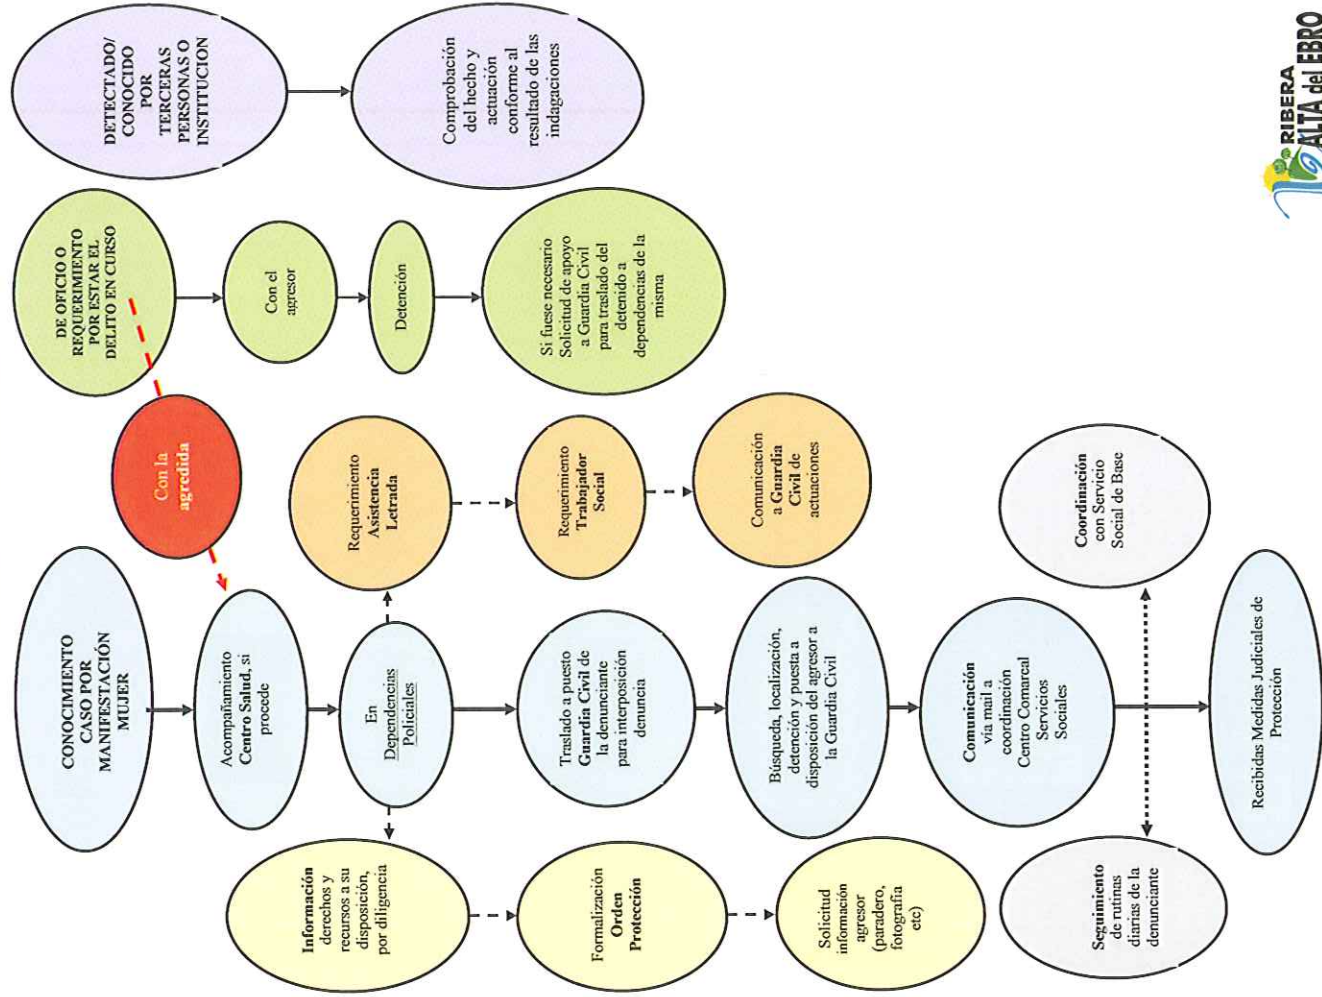 CONOCIMIENTO
CASO POR
MANIFESTACIÓN
MUJER
Acompañamiento
Centro Salud, si
procede
En
Dependencias
Policiales
Traslado a puesto
Guardia Civil de
la denunciante
para interposición
denuncia
Búsqueda, localización,
detención y puesta a
disposición del agresor a
la Guardia Civil
Comunicación
vía mail a
coordinación
Centro Comarcal
Servicios
Sociales
Recibidas Medidas Judiciales de
Protección
Información
derechos y
recursos a su
disposición,
por diligencia
Formalización
Orden
Protección
Solicitud
información
agresor
(paradero,
fotografía
etc)
Seguimiento
de rutinas
diarias de la
denunciante
Coordinación
con Servicio
Social de Base
Con la
agredida
Requerimiento
Asistencia
Letrada
Requerimiento
Trabajador
Social
Comunicación
a Guardia
Civil de
actuaciones
DE OFICIO O
REQUERIMIENTO
POR ESTAR EL
DELITO EN CURSO
Con el
agresor
Detención
Si fuese necesario
Solicitud de apoyo
a Guardia Civil
para traslado del
detenido a
dependencias de la
misma
DETECTADO/
CONOCIDO
POR
TERCERAS
PERSONAS O
INSTITUCION
Comprobación
del hecho y
actuación
conforme al
resultado de las
indagaciones
RIBERA
ALTA del EBRO